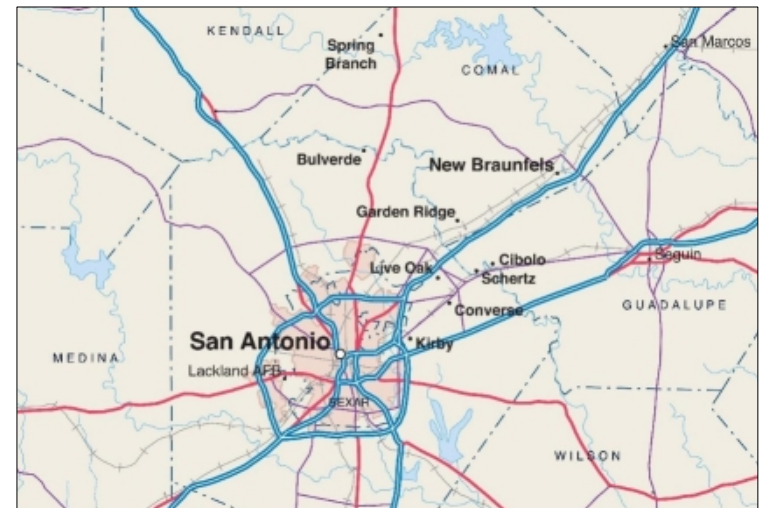 KENDALL
Spring
Branch
COMAL
San Marcos
Bulverde
New Braunfels
Garden Ridge
Live Oak
Cibolo
Schertz
Seguin
Converse
GUADALUPE
San Antonio
Kirby
MEDINA
Lackland AFB
BEXAR
WILSON